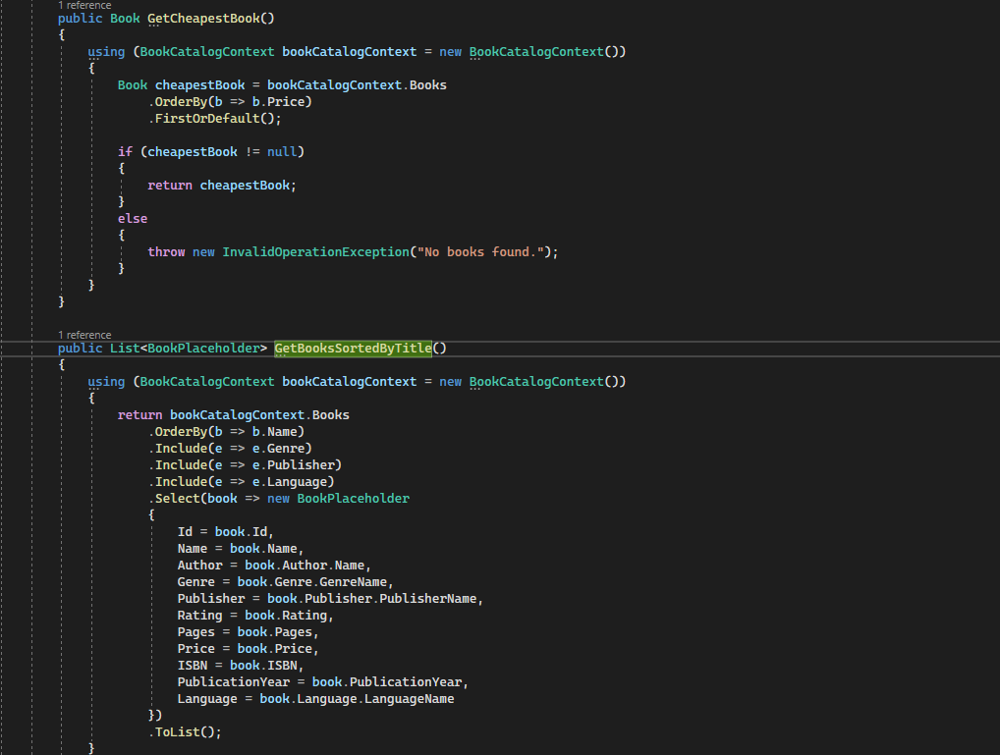 1 reference
public Book GetCheapestBook()
{
using (BookCatalogContext bookCatalogContext = new BookCatalogContext())
{
Book cheapestBook = bookCatalogContext.Books
.OrderBy(b => b.Price)
.FirstOrDefault();
if (cheapestBook != null)
{
return cheapestBook;
}
else
{
throw new InvalidOperationException("No books found.");
}
}
}
1 reference
public List<BookPlaceholder> GetBooksSortedByTitle()
{
using (BookCatalogContext bookCatalogContext = new BookCatalogContext())
{
return bookCatalogContext.Books
.OrderBy(b => b.Name)
.Include(e => e.Genre)
.Include(e => e.Publisher)
.Include(e => e.Language)
.Select(book => new BookPlaceholder
{
Id = book.Id,
Name = book.Name,
Author = book.Author.Name,
Genre = book.Genre.GenreName,
Publisher = book.Publisher.PublisherName,
Rating = book.Rating,
Pages = book.Pages,
Price = book.Price,
ISBN = book.ISBN,
PublicationYear = book.PublicationYear,
Language = book.Language.LanguageName
})
.ToList();
}